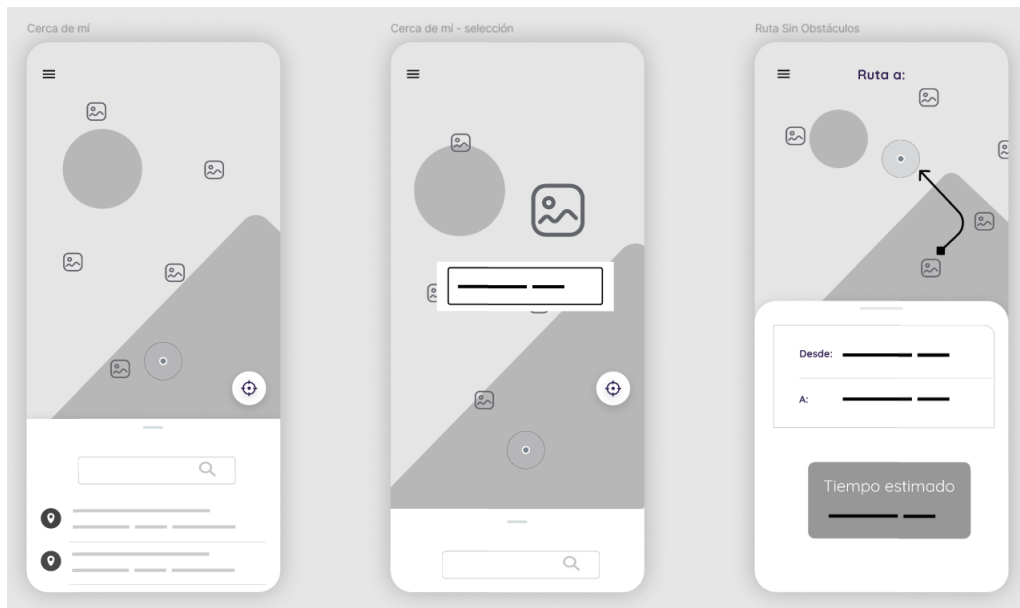 Cerca de mí
Cerca de mí - selección
Ruta Sin Obstáculos
Ruta a:
Desde:
A:
Tiempo estimado